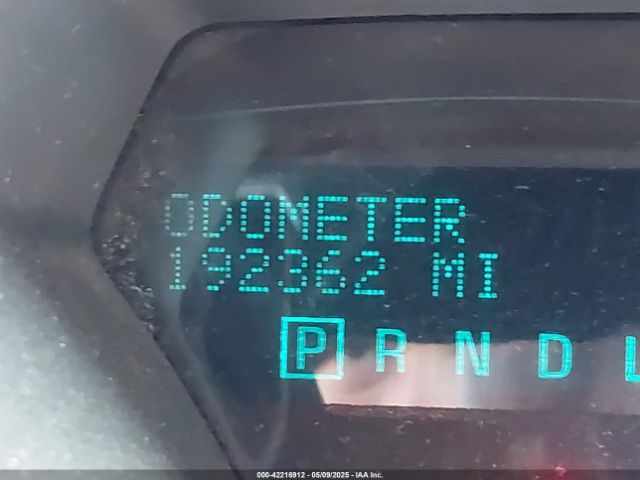 ODOMETER
192362 MI
P R N D L
000-42216912 - 05/09/2025 - IAA Inc.